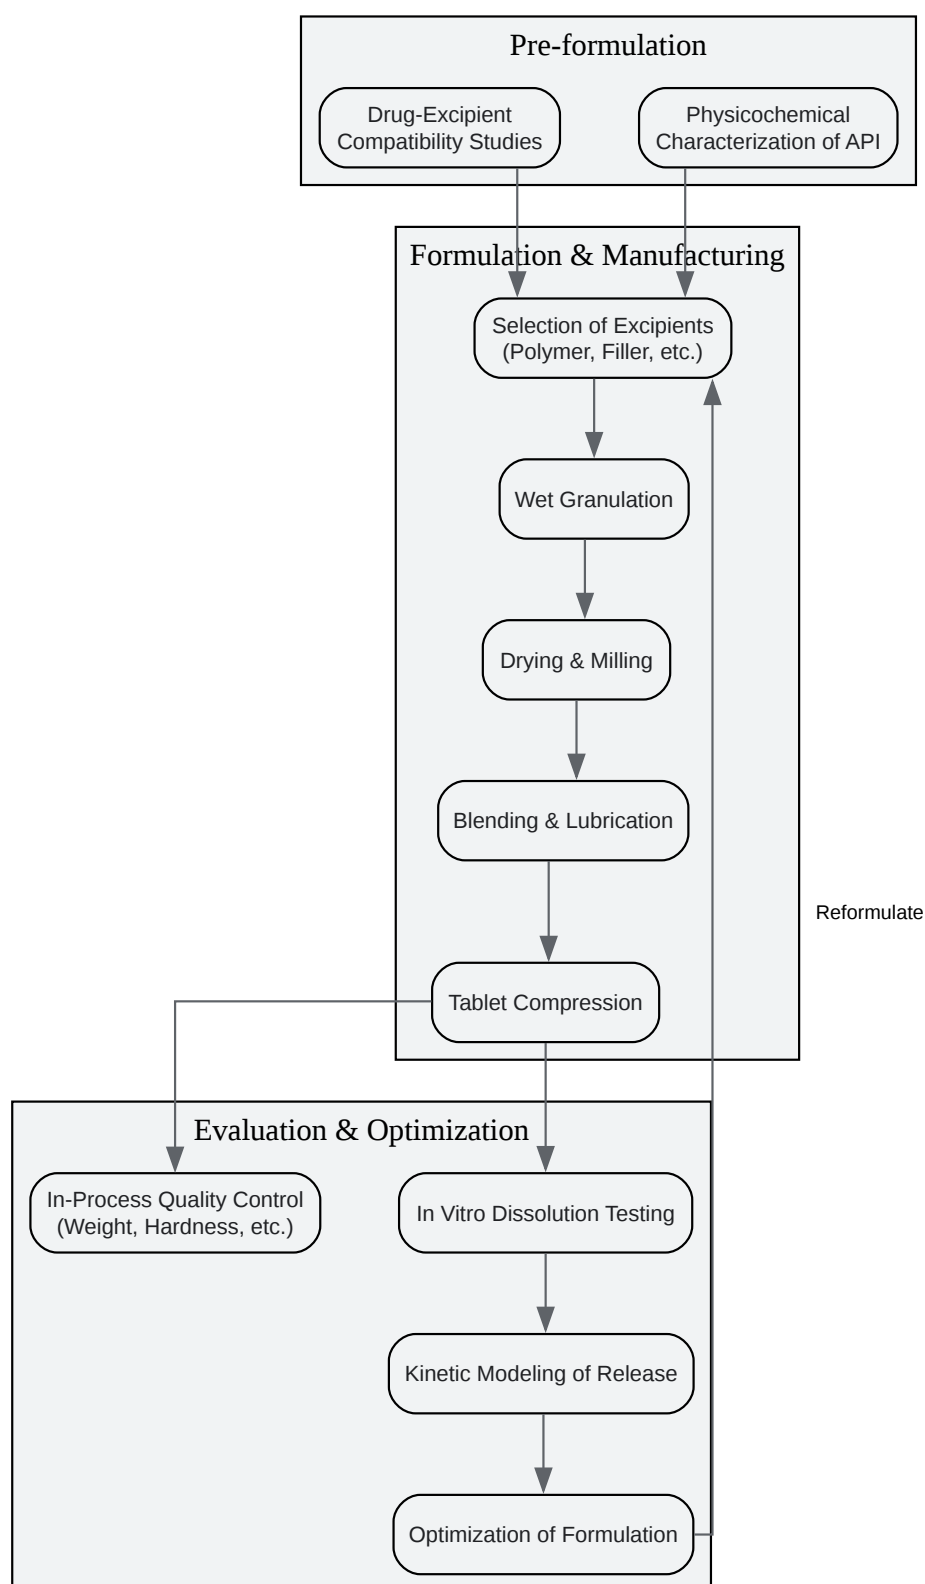 Pre-formulation
Drug-Excipient
Compatibility Studies
Physicochemical
Characterization of API
Formulation & Manufacturing
Selection of Excipients
(Polymer, Filler, etc.)
Wet Granulation
Drying & Milling
Blending & Lubrication
Reformulate
Tablet Compression
Evaluation & Optimization
In-Process Quality Control
(Weight, Hardness, etc.)
In Vitro Dissolution Testing
Kinetic Modeling of Release
Optimization of Formulation